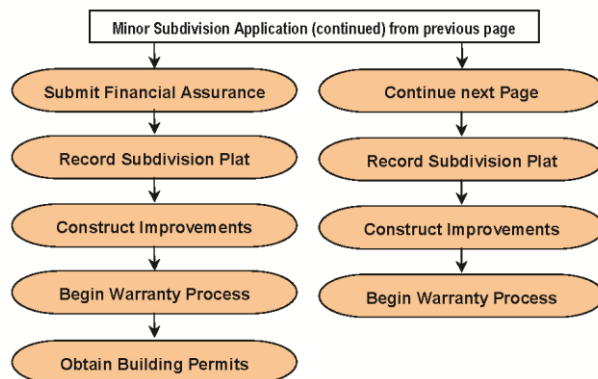 Minor Subdivision Application (continued) from previous page
Submit Financial Assurance
Record Subdivision Plat
Construct Improvements
Begin Warranty Process
Obtain Building Permits
Continue next Page
Record Subdivision Plat
Construct Improvements
Begin Warranty Process